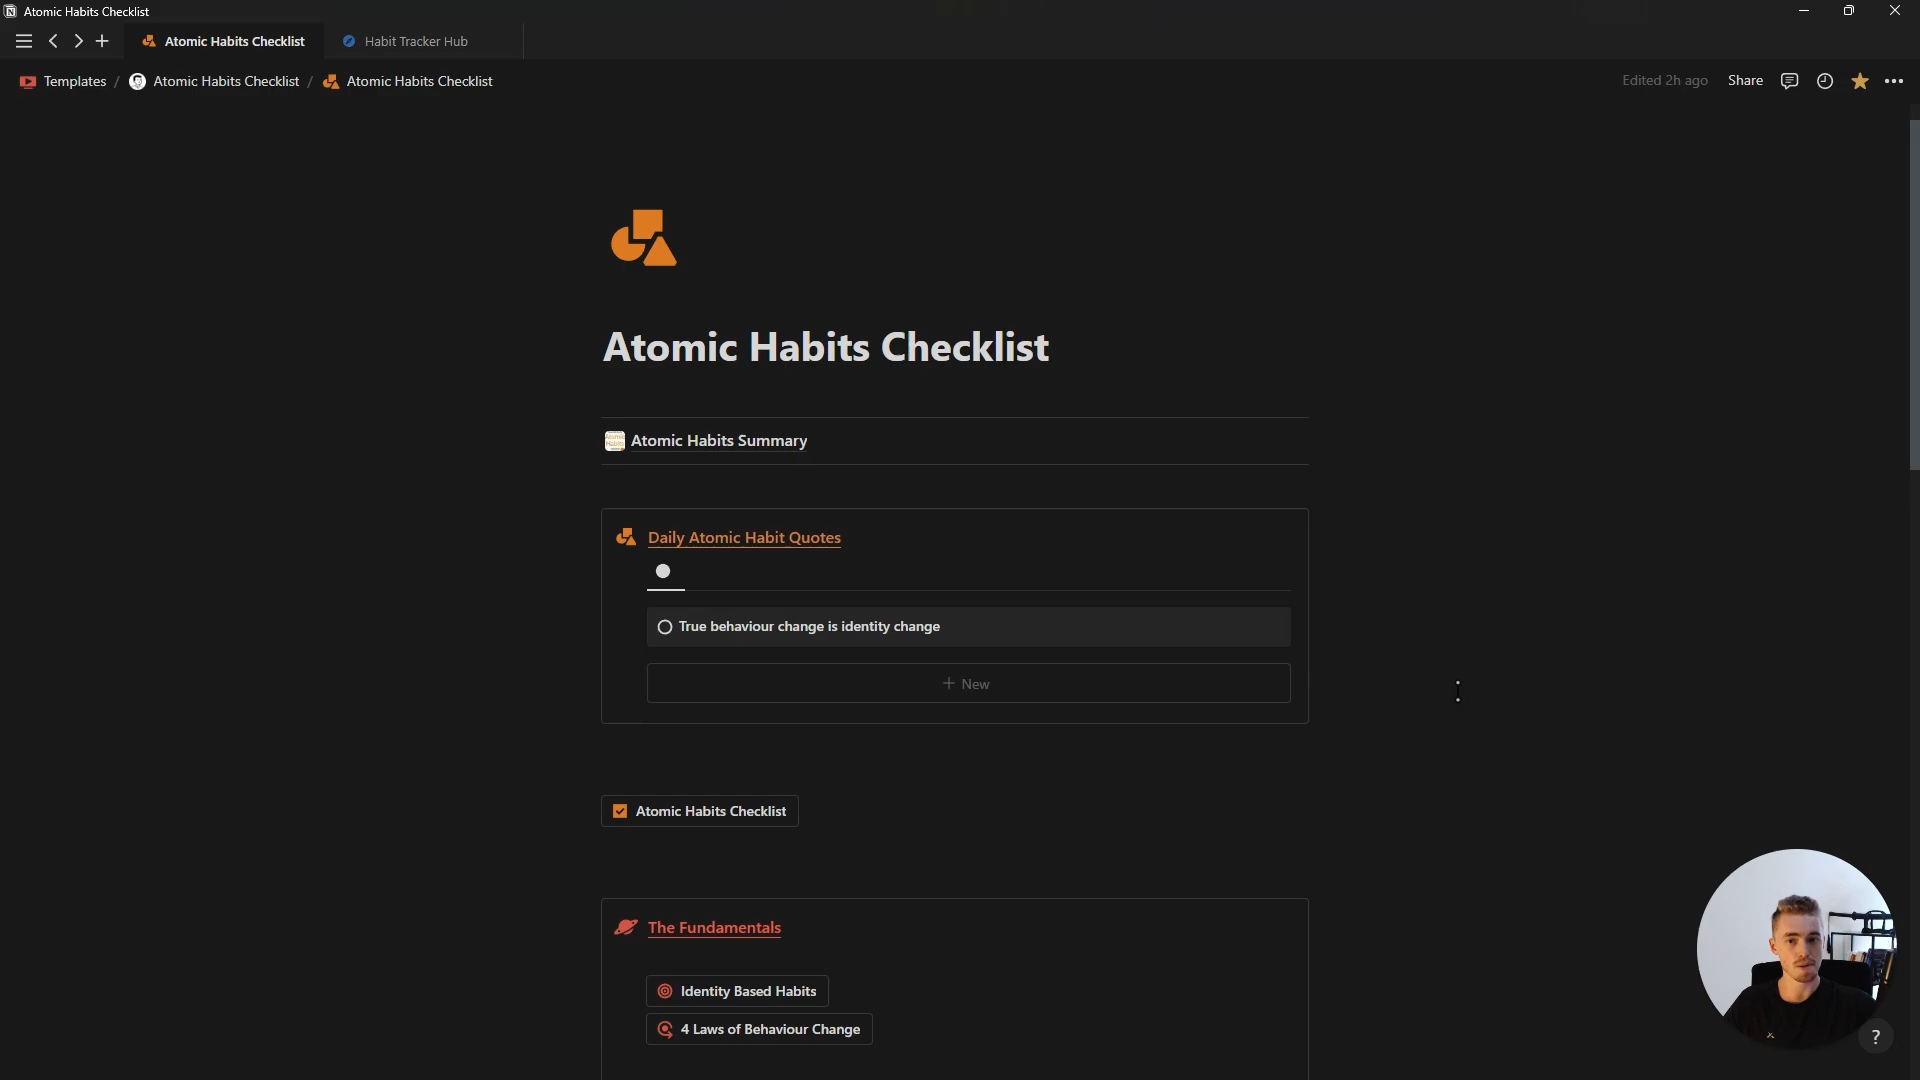 Atomic Habits Checklist
Atomic Habits Checklist
Habit Tracker Hub
Templates / Atomic Habits Checklist / Atomic Habits Checklist
Edited 2h ago
Share
Atomic Habits Checklist
Atomic Habits Summary
Daily Atomic Habit Quotes
True behaviour change is identity change
+ New
Atomic Habits Checklist
The Fundamentals
Identity Based Habits
4 Laws of Behaviour Change
?